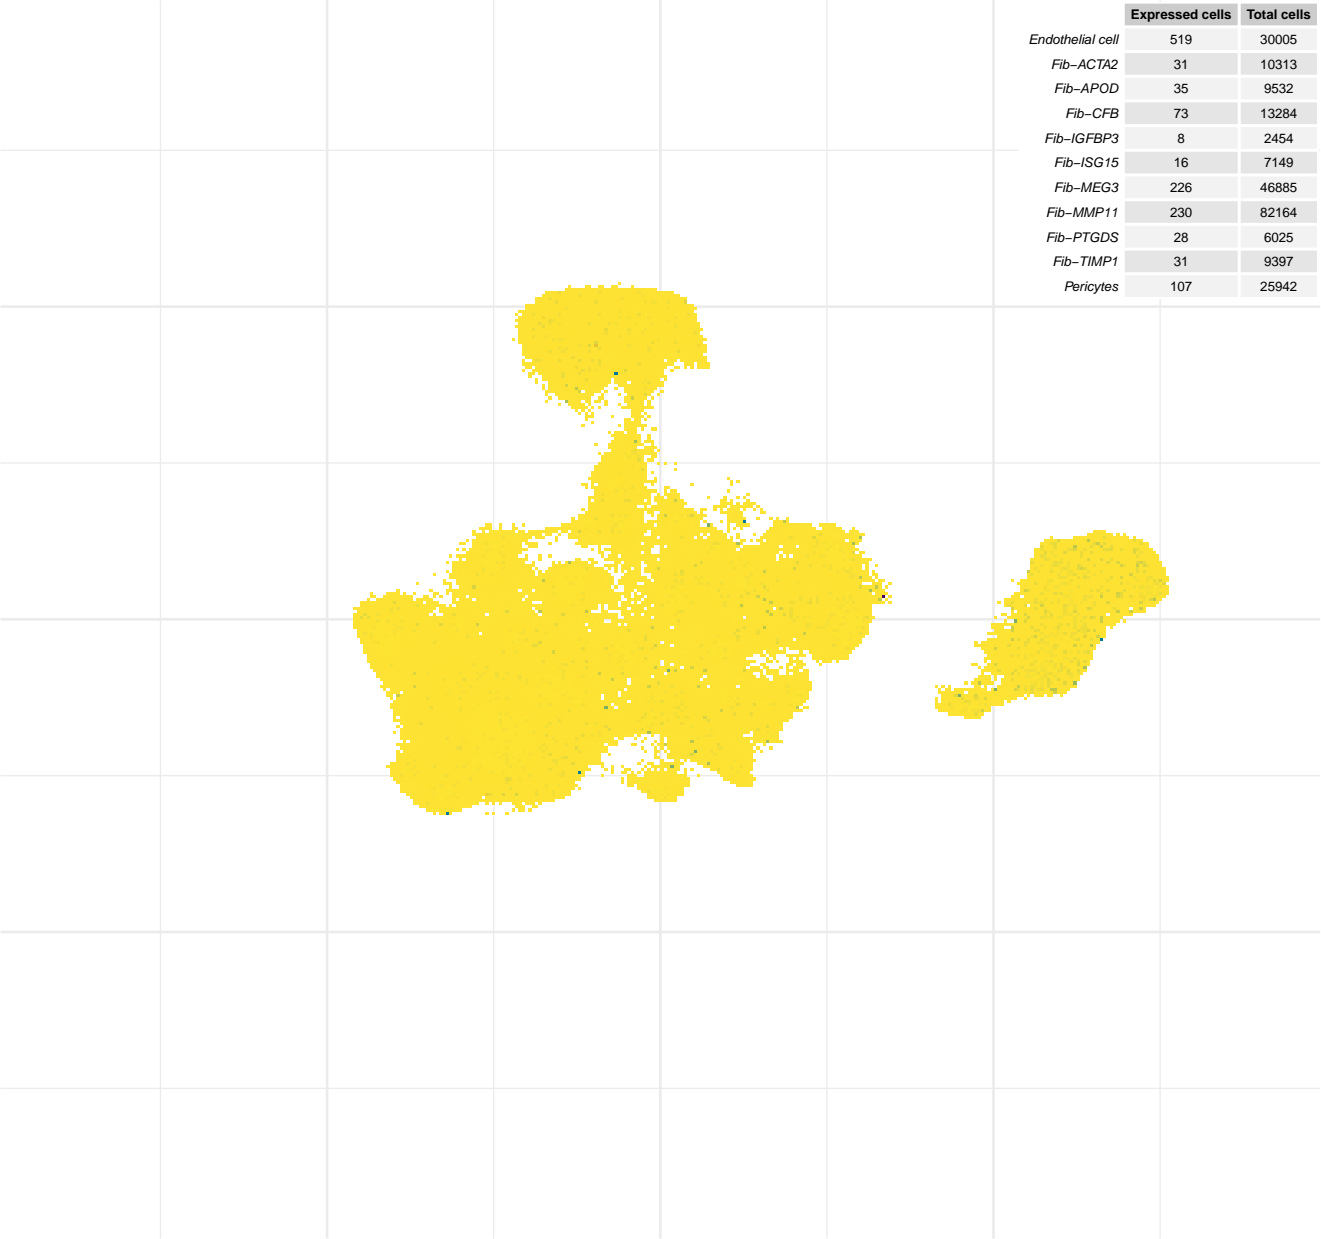 Expressed cells Total cells
Endothelial cell 519 30005
Fib−ACTA2 31 10313
Fib−APOD 35 9532
Fib−CFB 73 13284
Fib−IGFBP3 8 2454
Fib−ISG15 16 7149
Fib−MEG3 226 46885
Fib−MMP11 230 82164
Fib−PTGDS 28 6025
Fib−TIMP1 31 9397
Pericytes 107 25942